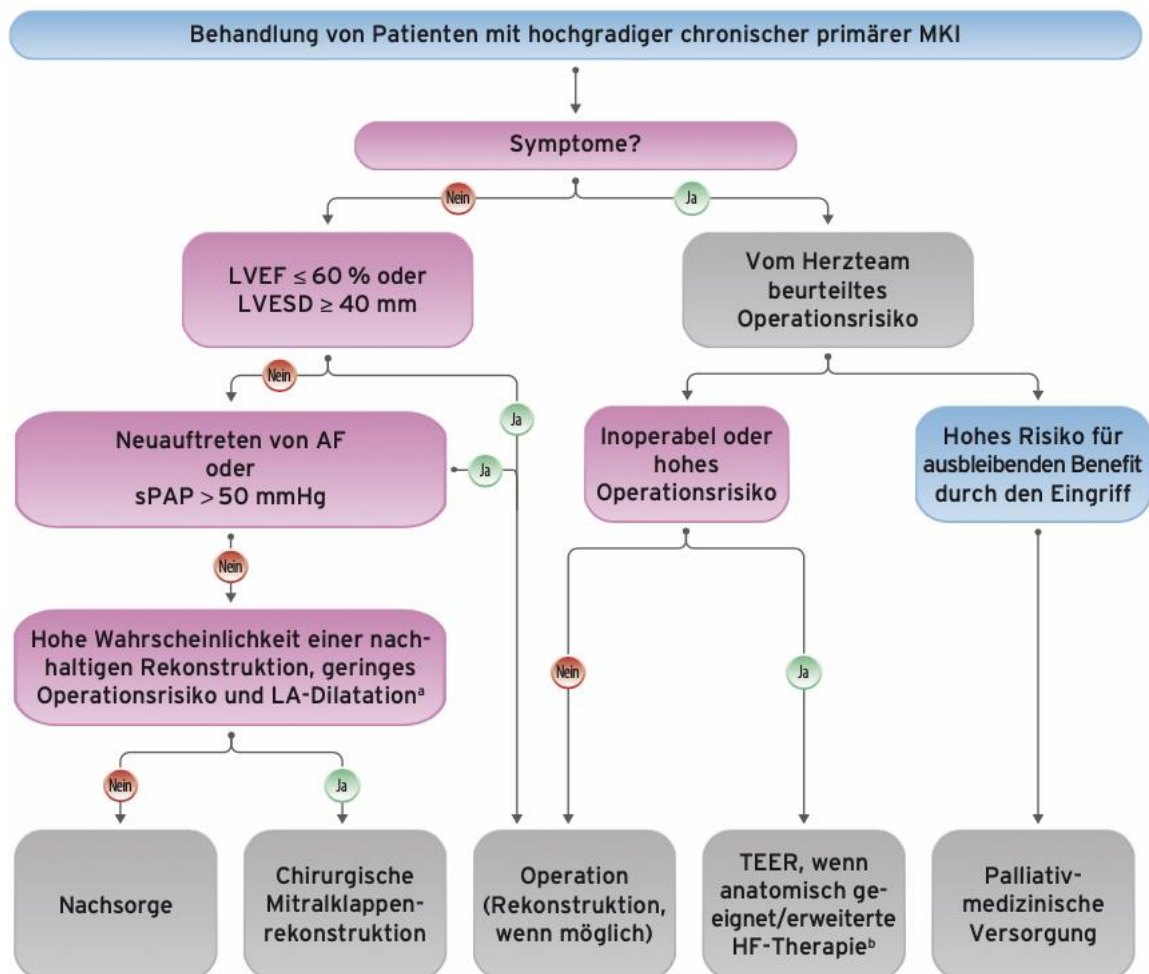 Behandlung von Patienten mit hochgradiger chronischer primärer MKI
Symptome?
Nein
Ja
LVEF ≤ 60 % oder
LVESD ≥ 40 mm
Vom Herzteam
beurteiltes
Operationsrisiko
Nein
Ja
Neuauftreten von AF
oder
sPAP > 50 mmHg
Ja
Inoperabel oder
hohes
Operationsrisiko
Hohes Risiko für
ausbleibenden Benefit
durch den Eingriff
Nein
Hohe Wahrscheinlichkeit einer nach-
haltigen Rekonstruktion, geringes
Operationsrisiko und LA-Dilatationᵃ
Nein
Ja
Nein
Ja
Nachsorge
Chirurgische
Mitralklappen-
rekonstruktion
Operation
(Rekonstruktion,
wenn möglich)
TEER, wenn
anatomisch ge-
eignet/erweiterte
HF-Therapieᵇ
Palliativ-
medizinische
Versorgung